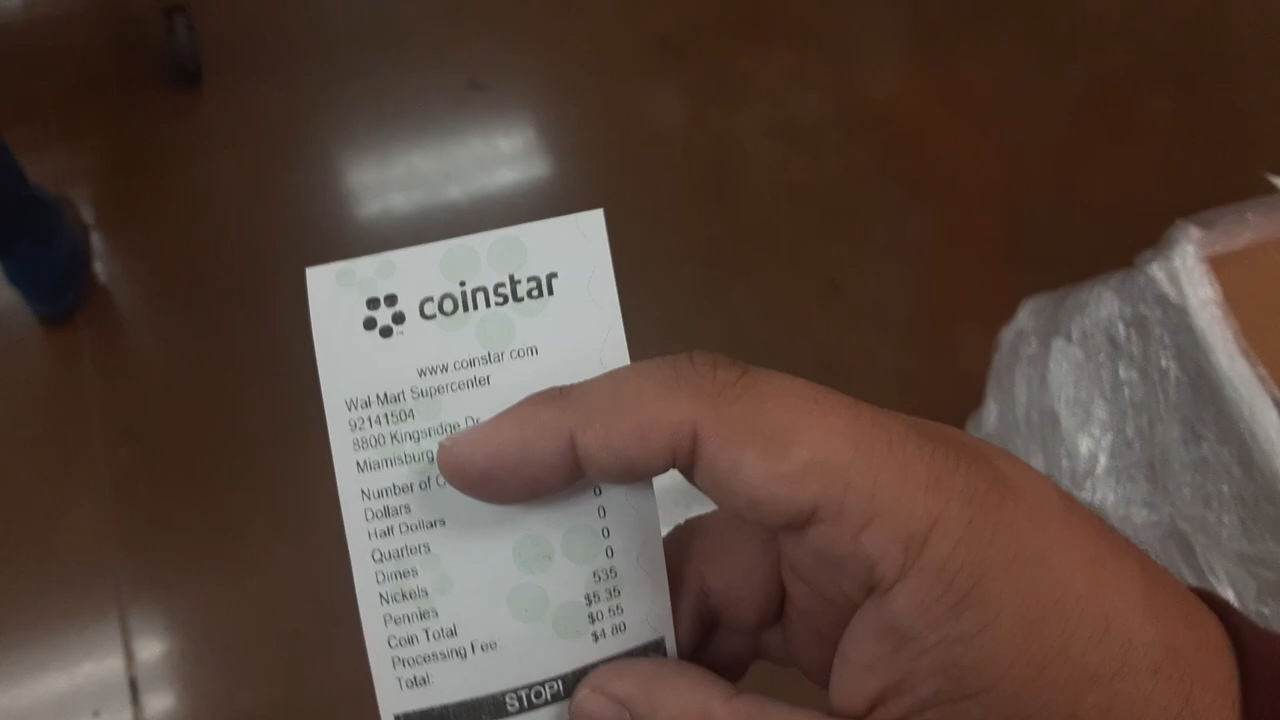 coinstar
www.coinstar.com
Wal-Mart Supercenter
92141504
8800 Kingsridge Dr
Miamisburg
Number of
Dollars
Half Dollars 0
Quarters 0
Dimes 0
Nickels 0
Pennies 535
Coin Total $5.35
Processing Fee $0.55
Total: $4.80
STOP!